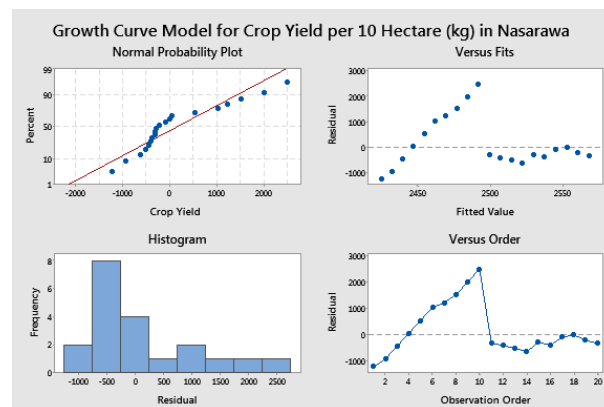 Growth Curve Model for Crop Yield per 10 Hectare (kg) in Nasarawa
Normal Probability Plot
99
90
50
10
1
Percent
-2000 -1000 0 1000 2000
Crop Yield
Versus Fits
3000
2000
1000
0
-1000
Residual
2450 2500 2550
Fitted Value
Histogram
8
6
4
2
0
Frequency
-1000 -500 0 500 1000 1500 2000 2500
Residual
Versus Order
3000
2000
1000
0
-1000
Residual
2 4 6 8 10 12 14 16 18 20
Observation Order